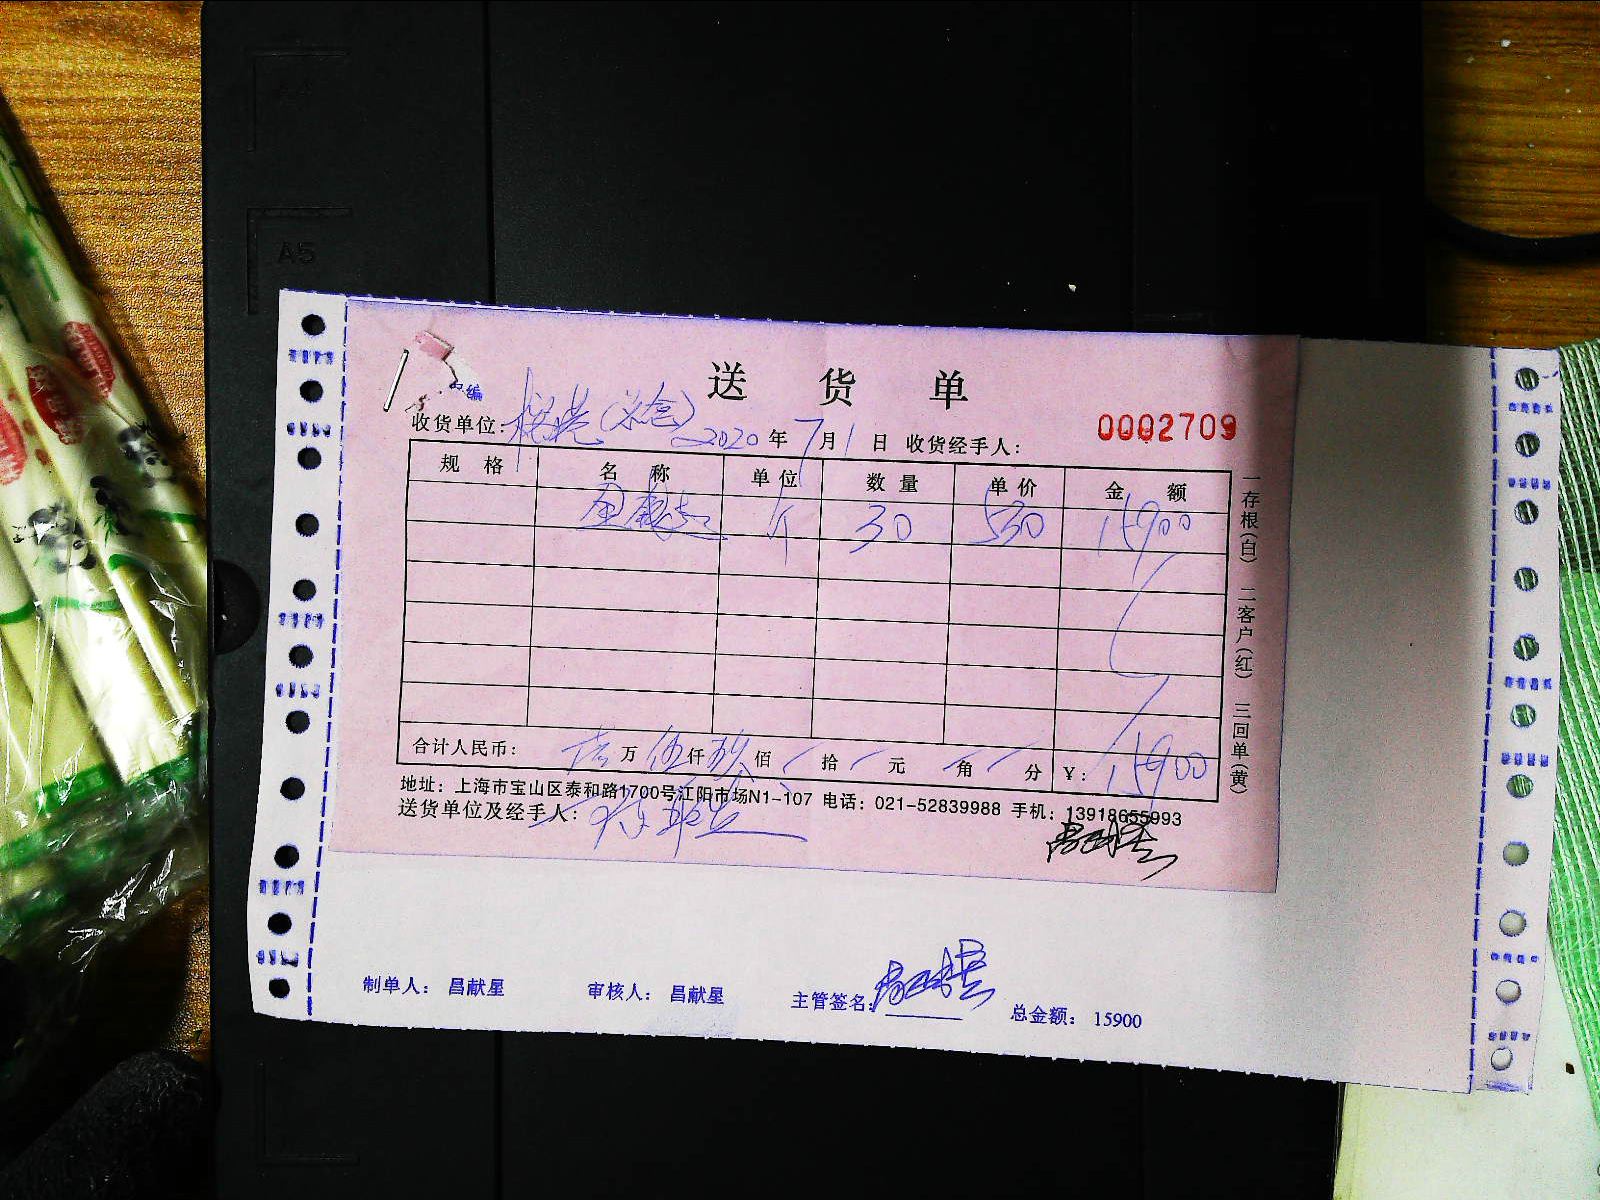 A5
送货单
收货单位: 2020年7月1日 收货经手人:
0002709
规格 名称 单位 数量 单价 金额
个 30 530 15900
合计人民币: 壹万伍仟玖佰 拾 元 角 分 ¥: 15900
地址: 上海市宝山区泰和路1700号江阳市场N1-107 电话: 021-52839988 手机: 13918655993
送货单位及经手人:
一存根(白) 二客户(红) 三回单(黄)
制单人: 昌献星 审核人: 昌献星 主管签名: 总金额: 15900